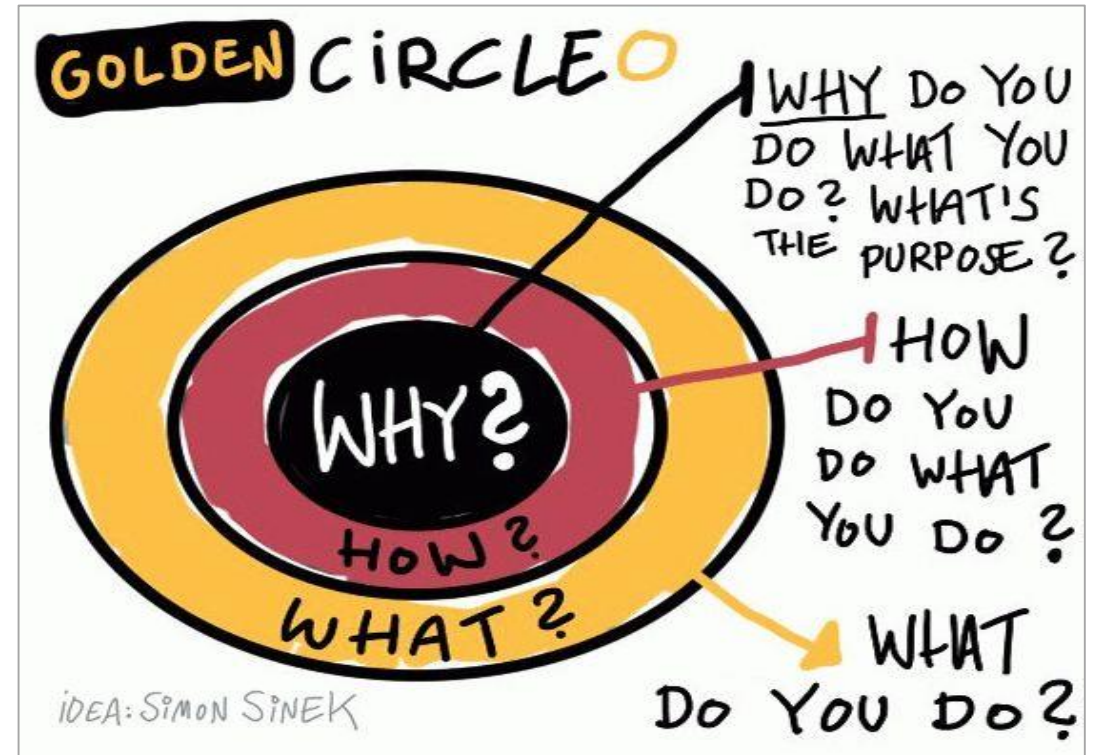 GOLDEN CiRCLE
WHY DO YOU
DO WHAT YOU
DO? WHAT'S
THE PURPOSE?
HOW
DO YOU
DO WHAT
YOU DO?
WHY?
HOW?
WHAT?
WHAT
DO YOU DO?
iDEA: SiMON SiNEK